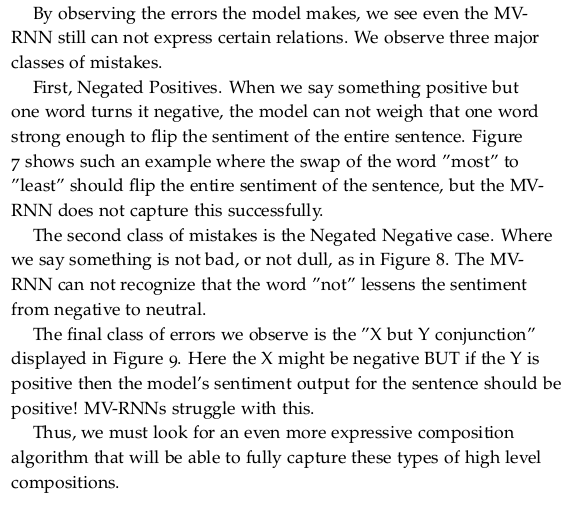 By observing the errors the model makes, we see even the MV-
RNN still can not express certain relations. We observe three major
classes of mistakes.
First, Negated Positives. When we say something positive but
one word turns it negative, the model can not weigh that one word
strong enough to flip the sentiment of the entire sentence. Figure
7 shows such an example where the swap of the word ”most” to
”least” should flip the entire sentiment of the sentence, but the MV-
RNN does not capture this successfully.
The second class of mistakes is the Negated Negative case. Where
we say something is not bad, or not dull, as in Figure 8. The MV-
RNN can not recognize that the word ”not” lessens the sentiment
from negative to neutral.
The final class of errors we observe is the ”X but Y conjunction”
displayed in Figure 9. Here the X might be negative BUT if the Y is
positive then the model’s sentiment output for the sentence should be
positive! MV-RNNs struggle with this.
Thus, we must look for an even more expressive composition
algorithm that will be able to fully capture these types of high level
compositions.